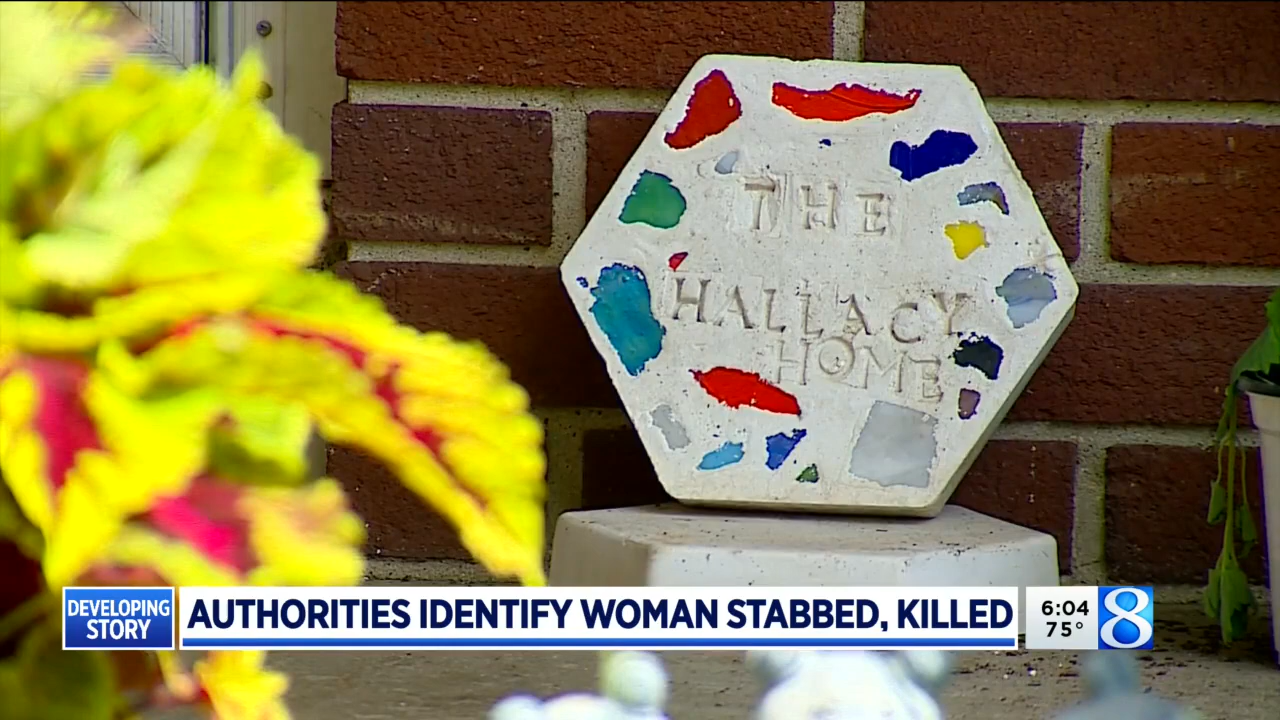 THE
HALLACY
HOME
DEVELOPING
STORY
AUTHORITIES IDENTIFY WOMAN STABBED, KILLED
6:04
75°
8